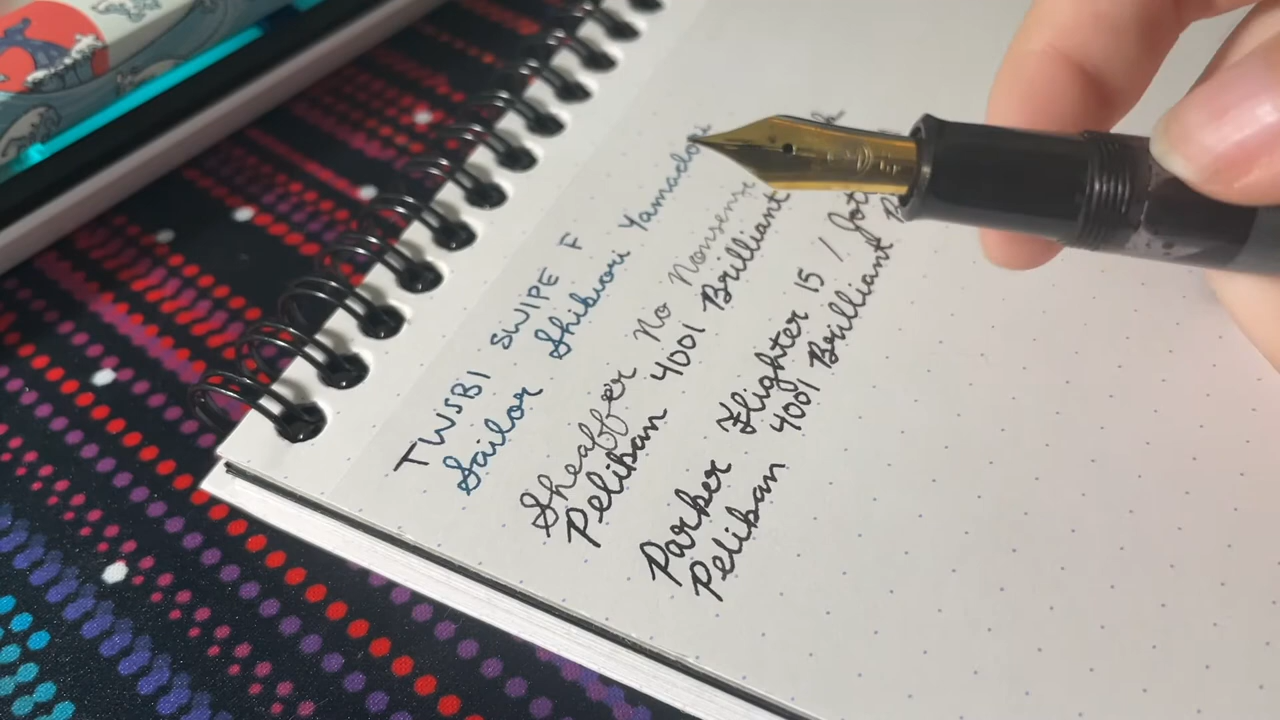 TWSBI SWIPE F
Sailor Shikiori Yamadori
Sheaffer No Nonsense
Pelikan 4001 Brilliant
Parker Flighter 15 / Jot
Pelikan 4001 Brilliant